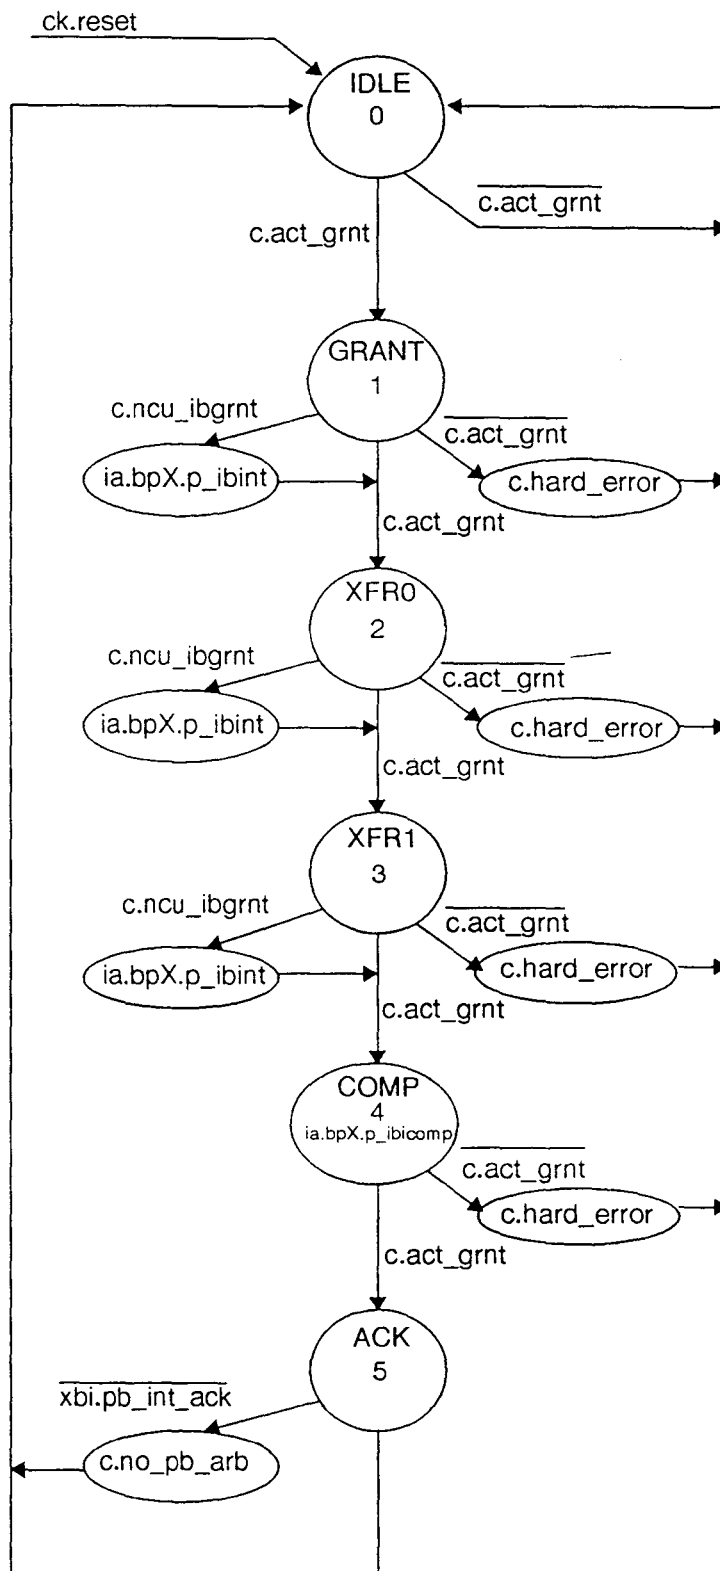 ck.reset
IDLE
0
c.act_grnt
c.act_grnt
GRANT
1
c.ncu_ibgrnt
c.act_grnt
ia.bpX.p_ibint
c.hard_error
c.act_grnt
XFR0
2
c.ncu_ibgrnt
c.act_grnt
ia.bpX.p_ibint
c.hard_error
c.act_grnt
XFR1
3
c.ncu_ibgrnt
c.act_grnt
ia.bpX.p_ibint
c.hard_error
c.act_grnt
COMP
4
ia.bpX.p_ibicomp
c.act_grnt
c.hard_error
c.act_grnt
ACK
5
xbi.pb_int_ack
c.no_pb_arb